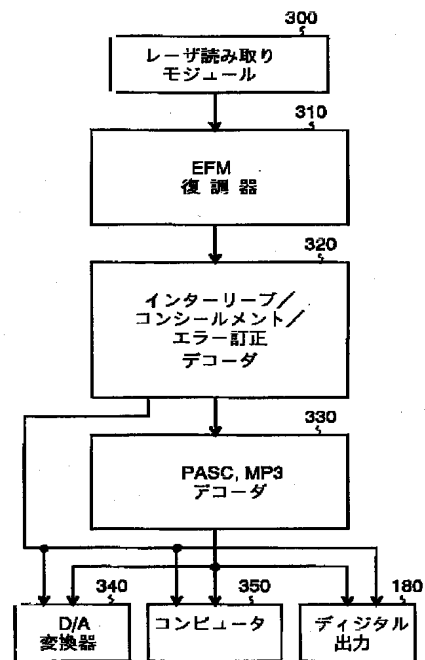 300
レーザ読み取り
モジュール
310
EFM
復 調 器
320
インターリーブ／
コンシールメント／
エラー訂正
デコーダ
330
PASC, MP3
デコーダ
340
D/A
変換器
350
コンピュータ
180
ディジタル
出力